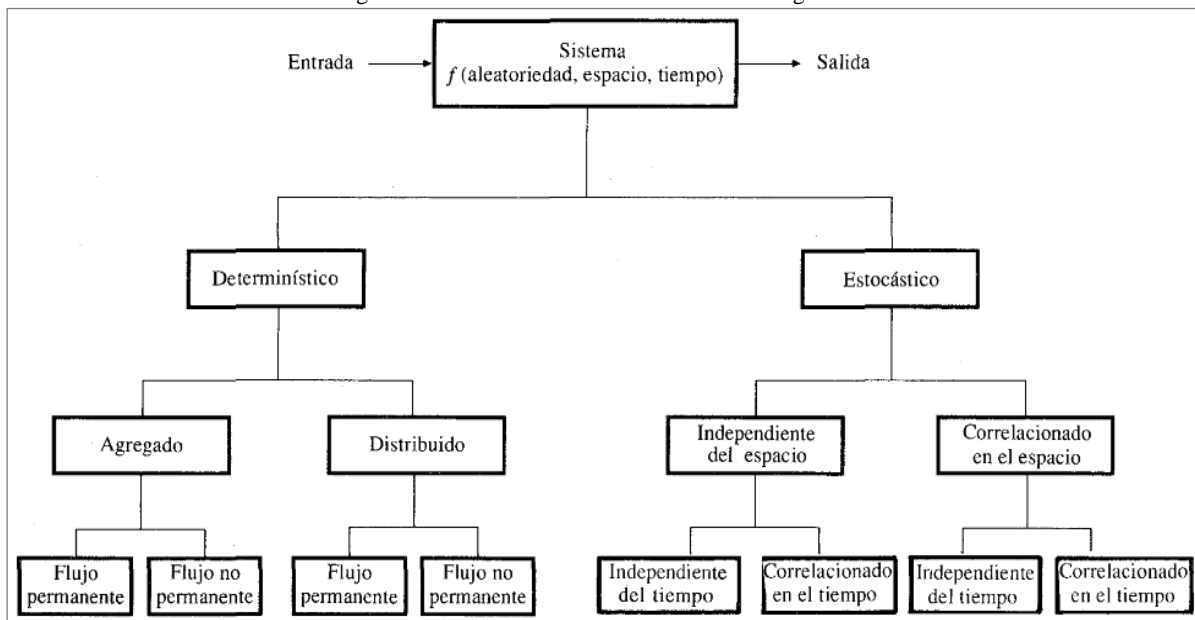 Entrada
Sistema
f (aleatoriedad, espacio, tiempo)
Salida
Determinístico
Estocástico
Agregado
Distribuido
Independiente
del espacio
Correlacionado
en el espacio
Flujo
permanente
Flujo no
permanente
Flujo
permanente
Flujo no
permanente
Independiente
del tiempo
Correlacionado
en el tiempo
Independiente
del tiempo
Correlacionado
en el tiempo